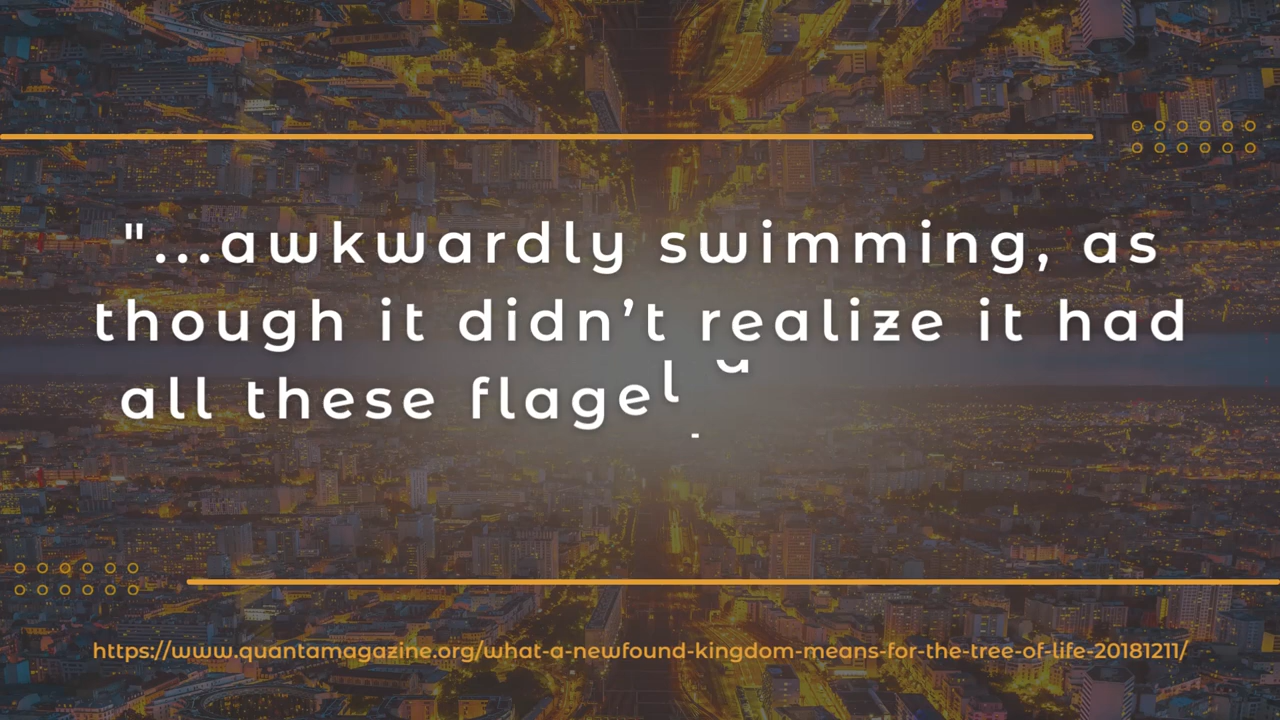 "...awkwardly swimming, as
though it didn’t realize it had
all these flagel
https://www.quantamagazine.org/what-a-newfound-kingdom-means-for-the-tree-of-life-20181211/